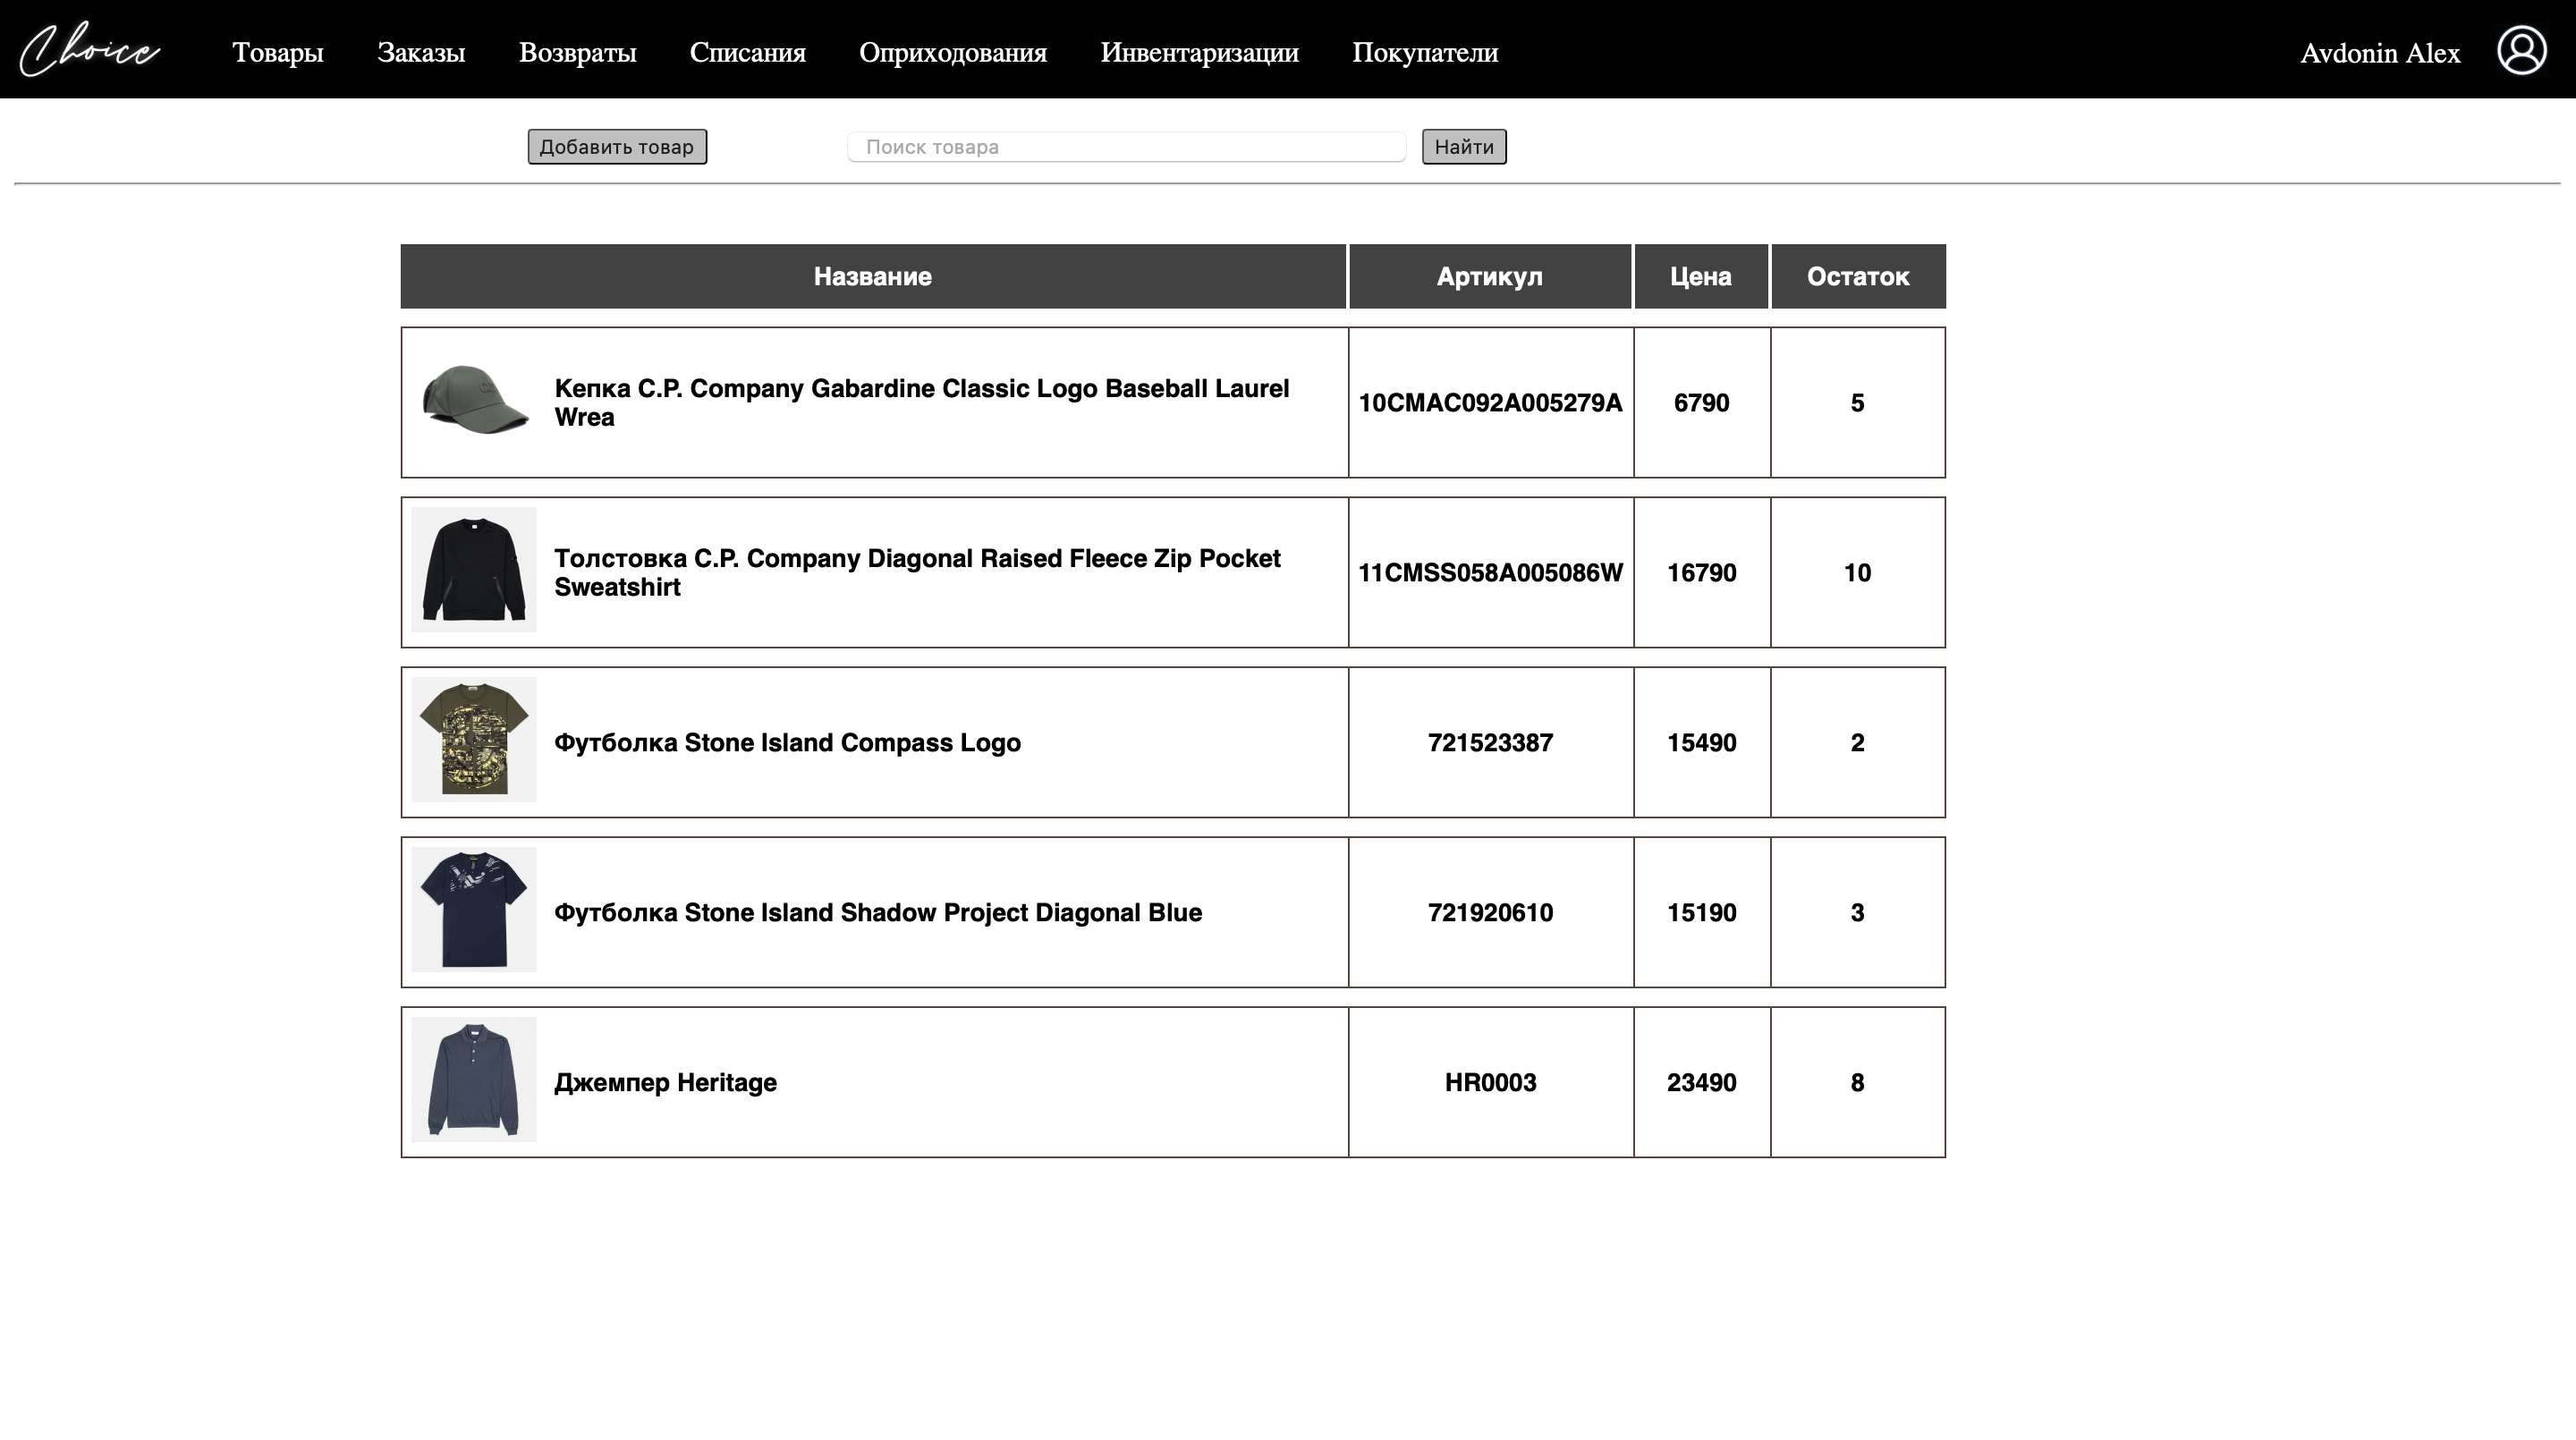 Choice
Товары Заказы Возвраты Списания Оприходования Инвентаризации Покупатели Avdonin Alex
Добавить товар Поиск товара Найти
Название Артикул Цена Остаток
Кепка C.P. Company Gabardine Classic Logo Baseball Laurel
Wrea
10CMAC092A005279A 6790 5
Толстовка C.P. Company Diagonal Raised Fleece Zip Pocket
Sweatshirt
11CMSS058A005086W 16790 10
Футболка Stone Island Compass Logo 721523387 15490 2
Футболка Stone Island Shadow Project Diagonal Blue 721920610 15190 3
Джемпер Heritage HR0003 23490 8